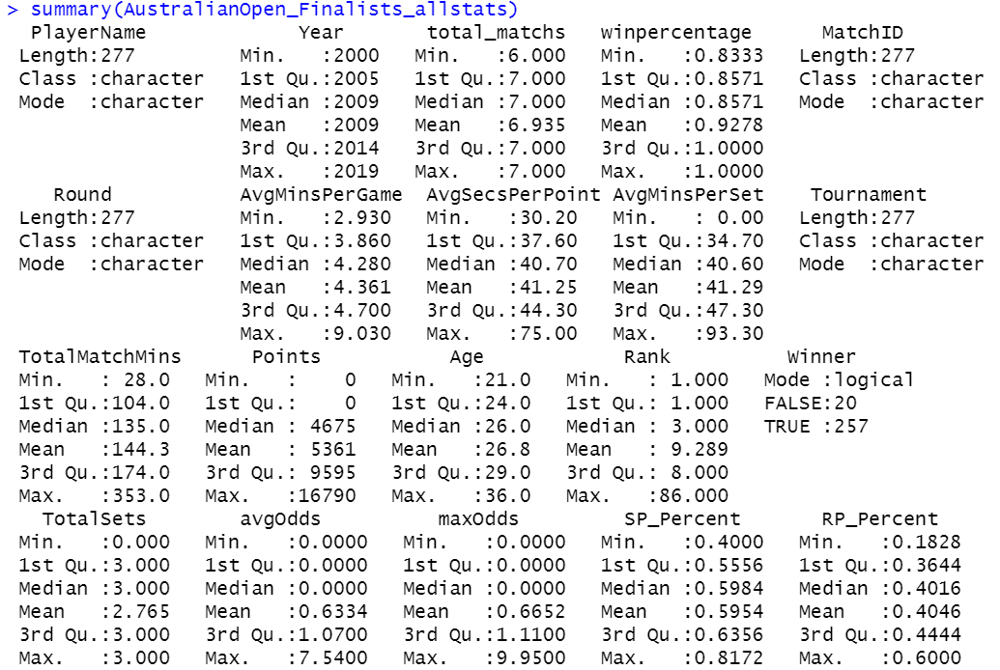 > summary(AustralianOpen_Finalists_allstats)
PlayerName Year total_matchs winpercentage MatchID
Length:277 Min. :2000 Min. :6.000 Min. :0.8333 Length:277
Class :character 1st Qu.:2005 1st Qu.:7.000 1st Qu.:0.8571 Class :character
Mode :character Median :2009 Median :7.000 Median :0.8571 Mode :character
Mean :2009 Mean :6.935 Mean :0.9278
3rd Qu.:2014 3rd Qu.:7.000 3rd Qu.:1.0000
Max. :2019 Max. :7.000 Max. :1.0000
Round AvgMinsPerGame AvgSecsPerPoint AvgMinsPerSet Tournament
Length:277 Min. :2.930 Min. :30.20 Min. : 0.00 Length:277
Class :character 1st Qu.:3.860 1st Qu.:37.60 1st Qu.:34.70 Class :character
Mode :character Median :4.280 Median :40.70 Median :40.60 Mode :character
Mean :4.361 Mean :41.25 Mean :41.29
3rd Qu.:4.700 3rd Qu.:44.30 3rd Qu.:47.30
Max. :9.030 Max. :75.00 Max. :93.30
TotalMatchMins Points Age Rank Winner
Min. : 28.0 Min. : 0 Min. :21.0 Min. : 1.000 Mode :logical
1st Qu.:104.0 1st Qu.: 0 1st Qu.:24.0 1st Qu.: 1.000 FALSE:20
Median :135.0 Median : 4675 Median :26.0 Median : 3.000 TRUE :257
Mean :144.3 Mean : 5361 Mean :26.8 Mean : 9.289
3rd Qu.:174.0 3rd Qu.: 9595 3rd Qu.:29.0 3rd Qu.: 8.000
Max. :353.0 Max. :16790 Max. :36.0 Max. :86.000
TotalSets avgOdds maxOdds SP_Percent RP_Percent
Min. :0.000 Min. :0.0000 Min. :0.0000 Min. :0.4000 Min. :0.1828
1st Qu.:3.000 1st Qu.:0.0000 1st Qu.:0.0000 1st Qu.:0.5556 1st Qu.:0.3644
Median :3.000 Median :0.0000 Median :0.0000 Median :0.5984 Median :0.4016
Mean :2.765 Mean :0.6334 Mean :0.6652 Mean :0.5954 Mean :0.4046
3rd Qu.:3.000 3rd Qu.:1.0700 3rd Qu.:1.1100 3rd Qu.:0.6356 3rd Qu.:0.4444
Max. :3.000 Max. :7.5400 Max. :9.9500 Max. :0.8172 Max. :0.6000